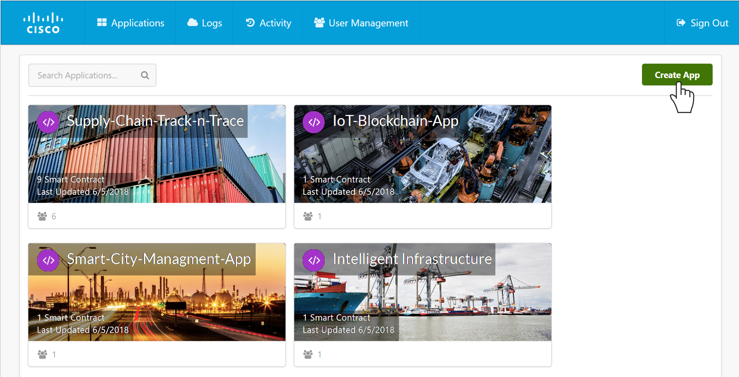 CISCO
Applications
Logs
Activity
User Management
Sign Out
Search Applications...
Create App
</> Supply-Chain-Track-n-Trace
9 Smart Contract
Last Updated 6/5/2018
6
</> IoT-Blockchain-App
1 Smart Contract
Last Updated 6/5/2018
1
</> Smart-City-Managment-App
1 Smart Contract
Last Updated 6/5/2018
1
</> Intelligent Infrastructure
1 Smart Contract
Last Updated 6/5/2018
1